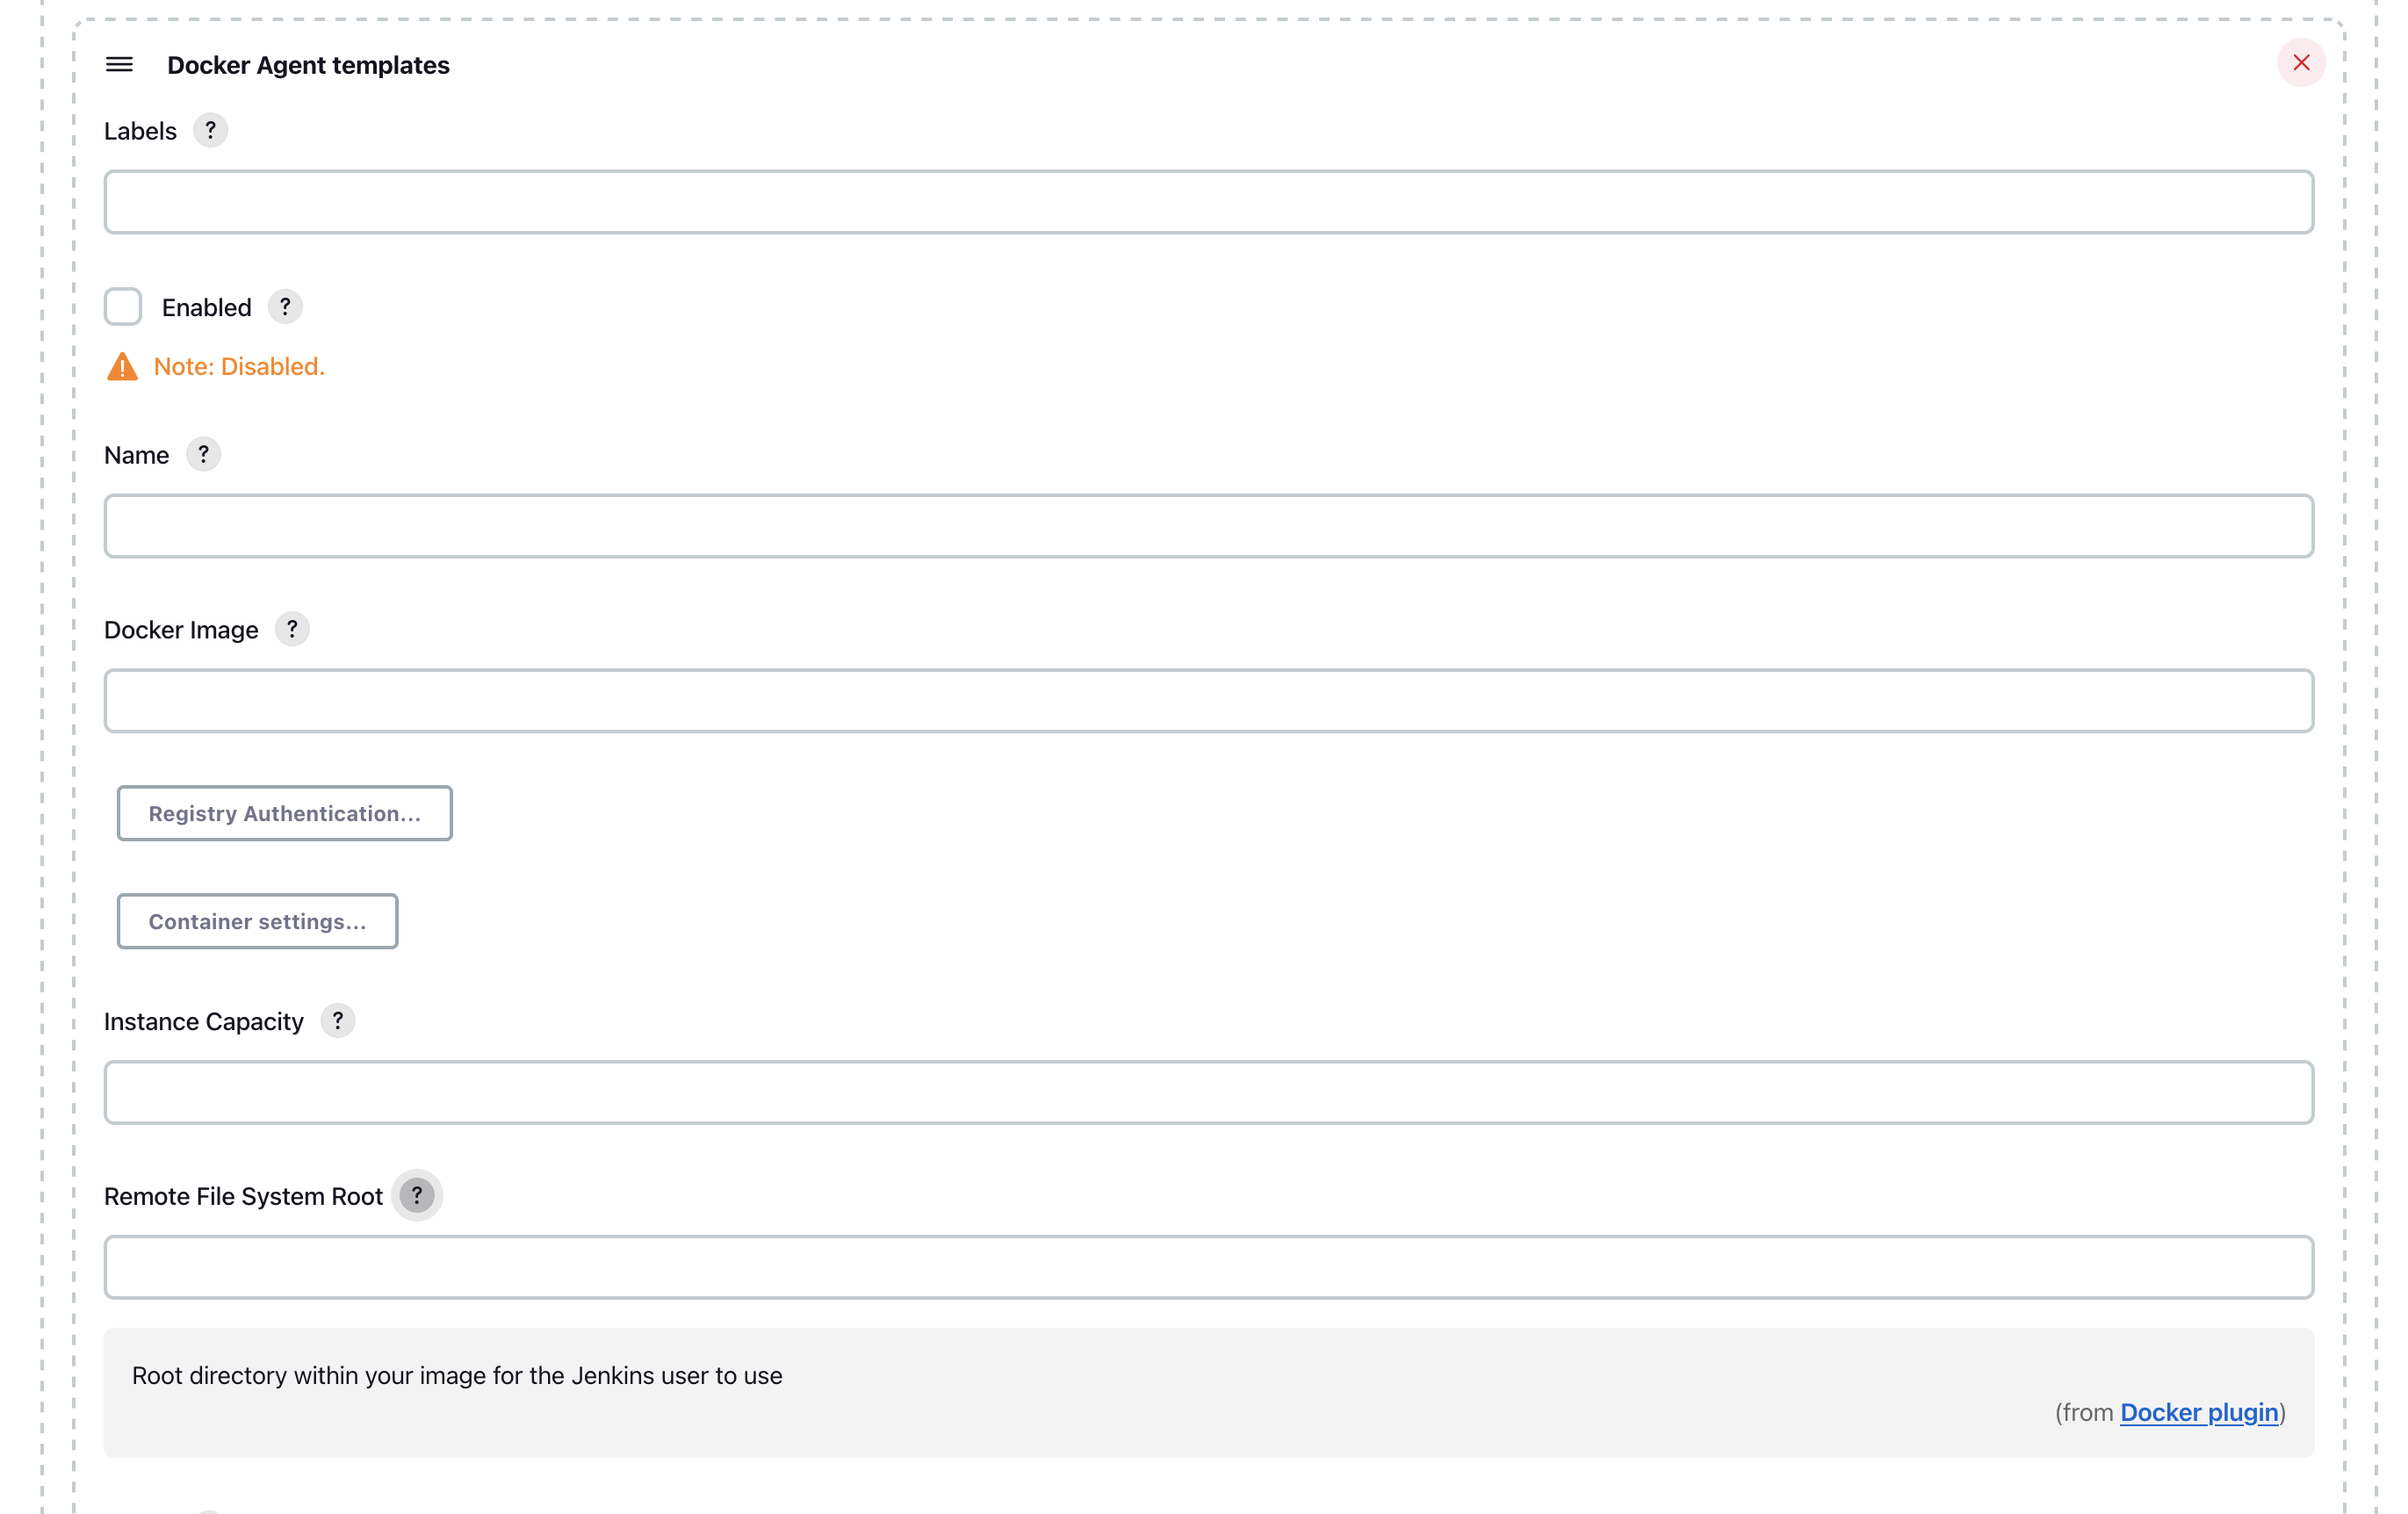 Docker Agent templates
Labels ?
Enabled ?
Note: Disabled.
Name ?
Docker Image ?
Registry Authentication...
Container settings...
Instance Capacity ?
Remote File System Root ?
Root directory within your image for the Jenkins user to use
(from Docker plugin)